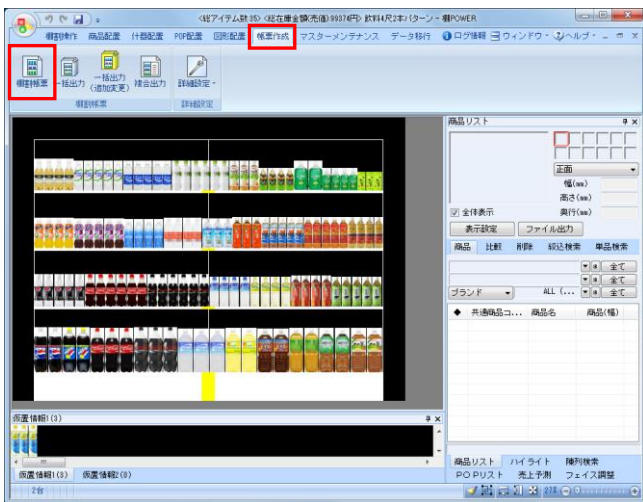 <総アイテム数 35> <総在庫金額(売価) 99374円> 飲料4尺2本パターン - 棚POWER
棚割操作 商品配置 什器配置 POP配置 図形配置 帳票作成 マスターメンテナンス データ移行 ログ情報 ウィンドウ ヘルプ
棚割帳票 一括出力 一括出力(追加変更) 複合出力 詳細設定
棚割帳票 詳細設定
商品リスト
正面
幅(mm)
高さ(mm)
全体表示 奥行(mm)
表示設定 ファイル出力
商品 比較 削除 絞込検索 単品検索
全て
全て
ブランド ALL (... 全て
◆ 共通商品コ... 商品名 商品(幅)
仮置情報1(3)
仮置情報1(3) 仮置情報2(0)
商品リスト ハイライト 陳列検索
POPリスト 売上予測 フェイス調整
2台 27%